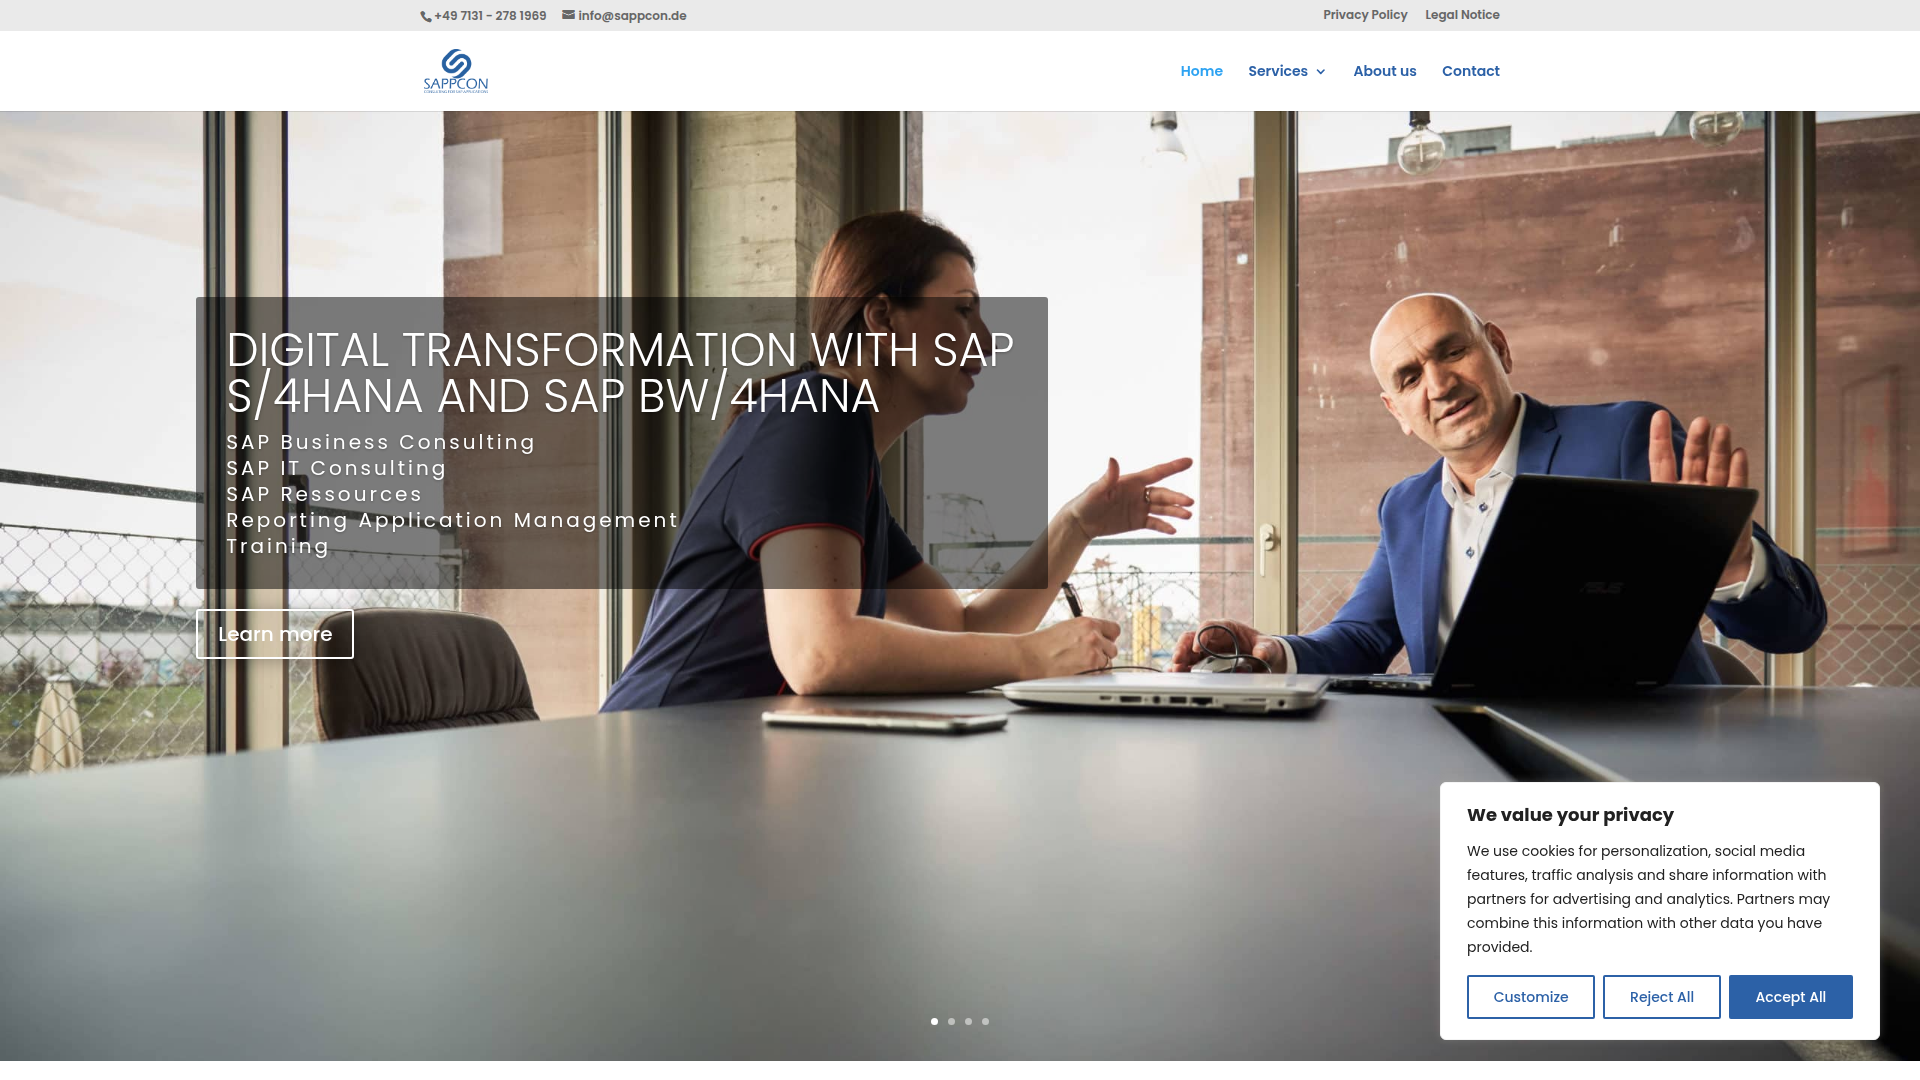 +49 7131 - 278 1969
info@sappcon.de
Privacy Policy
Legal Notice
SAPPCON
Home
Services
About us
Contact
DIGITAL TRANSFORMATION WITH SAP
S/4HANA AND SAP BW/4HANA
SAP Business Consulting
SAP IT Consulting
SAP Ressources
Reporting Application Management
Training
Learn more
We value your privacy
We use cookies for personalization, social media
features, traffic analysis and share information with
partners for advertising and analytics. Partners may
combine this information with other data you have
provided.
Customize
Reject All
Accept All